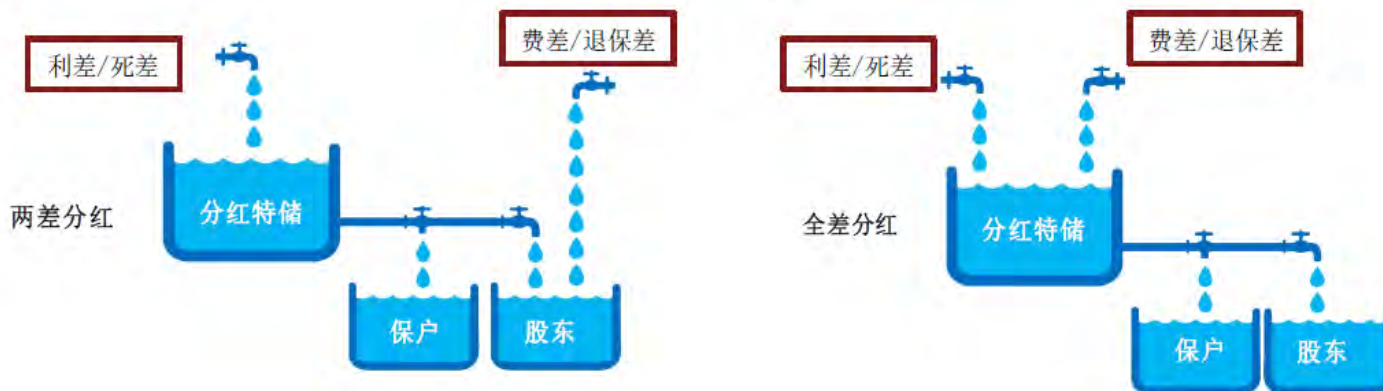 利差/死差
费差/退保差
两差分红
分红特储
保户
股东
利差/死差
费差/退保差
全差分红
分红特储
保户
股东